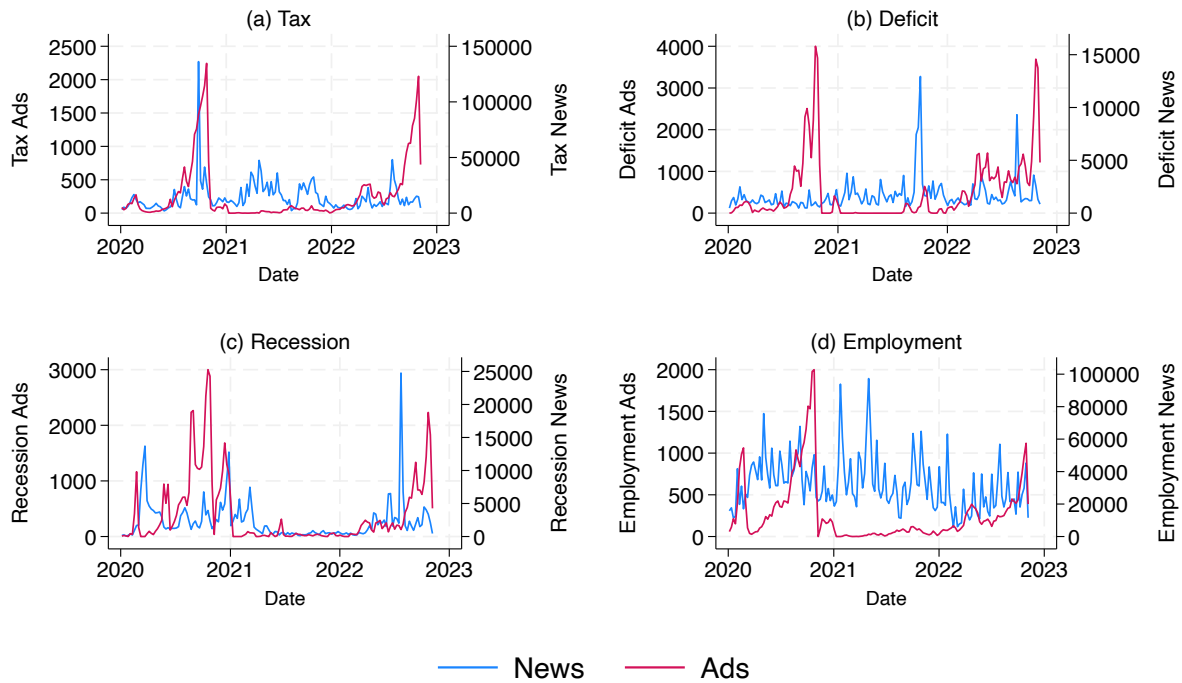 (a) Tax
Tax Ads
2500
2000
1500
1000
500
0
150000
100000
50000
0
Tax News
2020 2021 2022 2023
Date
(b) Deficit
Deficit Ads
4000
3000
2000
1000
0
15000
10000
5000
0
Deficit News
2020 2021 2022 2023
Date
(c) Recession
Recession Ads
3000
2000
1000
0
25000
20000
15000
10000
5000
0
Recession News
2020 2021 2022 2023
Date
(d) Employment
Employment Ads
2000
1500
1000
500
0
100000
80000
60000
40000
20000
0
Employment News
2020 2021 2022 2023
Date
News Ads